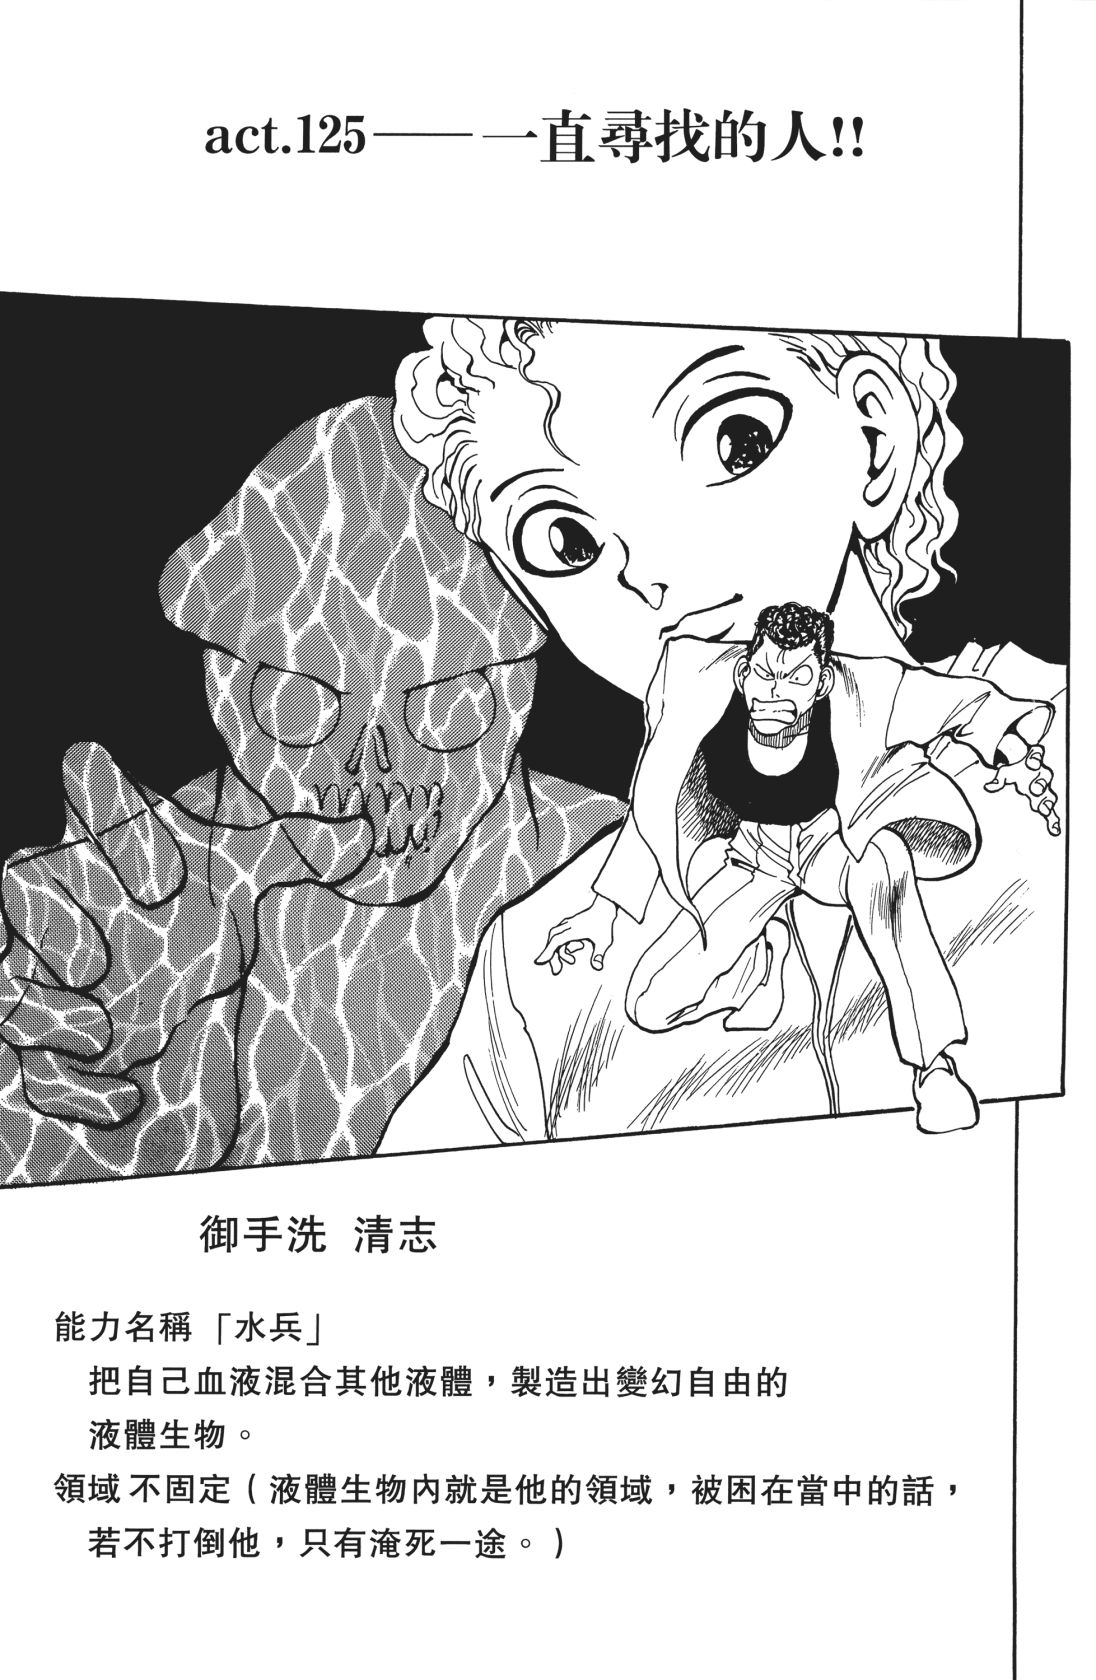 act.125——一直尋找的人!!
御手洗 清志
能力名稱「水兵」
把自己血液混合其他液體，製造出變幻自由的
液體生物。
領域 不固定（液體生物內就是他的領域，被困在當中的話，
若不打倒他，只有淹死一途。）